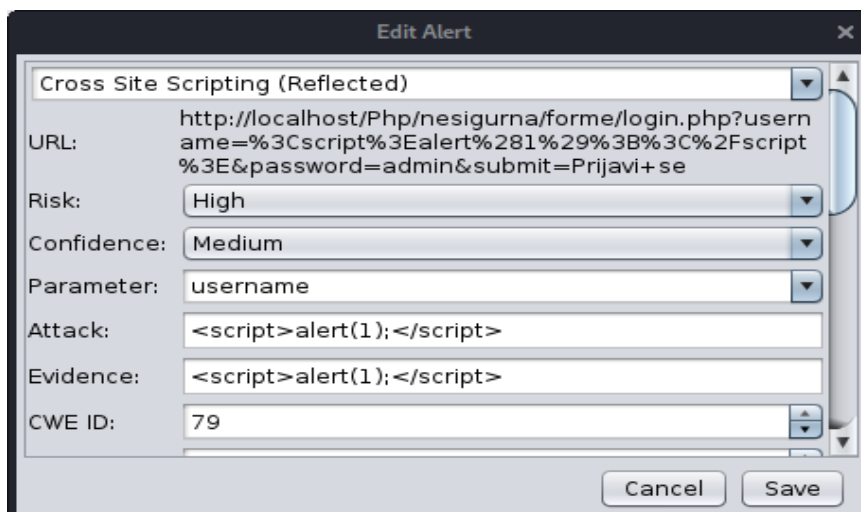 Edit Alert
Cross Site Scripting (Reflected)
URL:
http://localhost/Php/nesigurna/forme/login.php?usern
ame=%3Cscript%3Ealert%281%29%3B%3C%2Fscript
%3E&password=admin&submit=Prijavi+se
Risk:
High
Confidence:
Medium
Parameter:
username
Attack:
<script>alert(1);</script>
Evidence:
<script>alert(1);</script>
CWE ID:
79
Cancel
Save